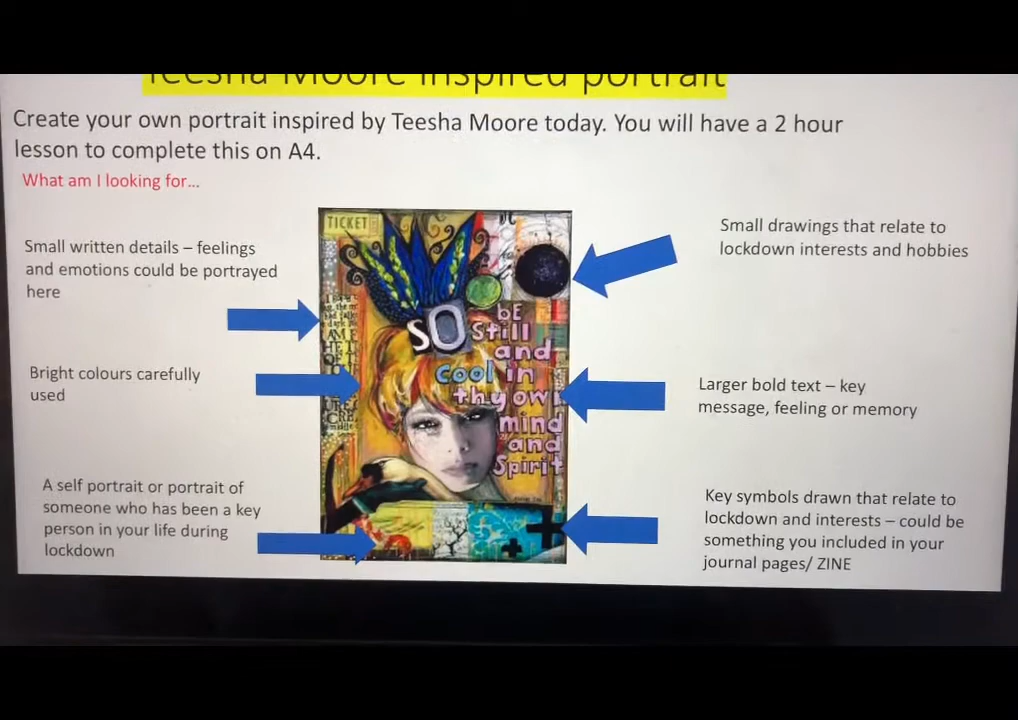 Teesha Moore inspired portrait
Create your own portrait inspired by Teesha Moore today. You will have a 2 hour
lesson to complete this on A4.
What am I looking for...
Small written details – feelings
and emotions could be portrayed
here
Bright colours carefully
used
A self portrait or portrait of
someone who has been a key
person in your life during
lockdown
TICKET
SO
bE
Still
and
cool in
thy own
mind
and
Spirit
Small drawings that relate to
lockdown interests and hobbies
Larger bold text – key
message, feeling or memory
Key symbols drawn that relate to
lockdown and interests – could be
something you included in your
journal pages/ ZINE